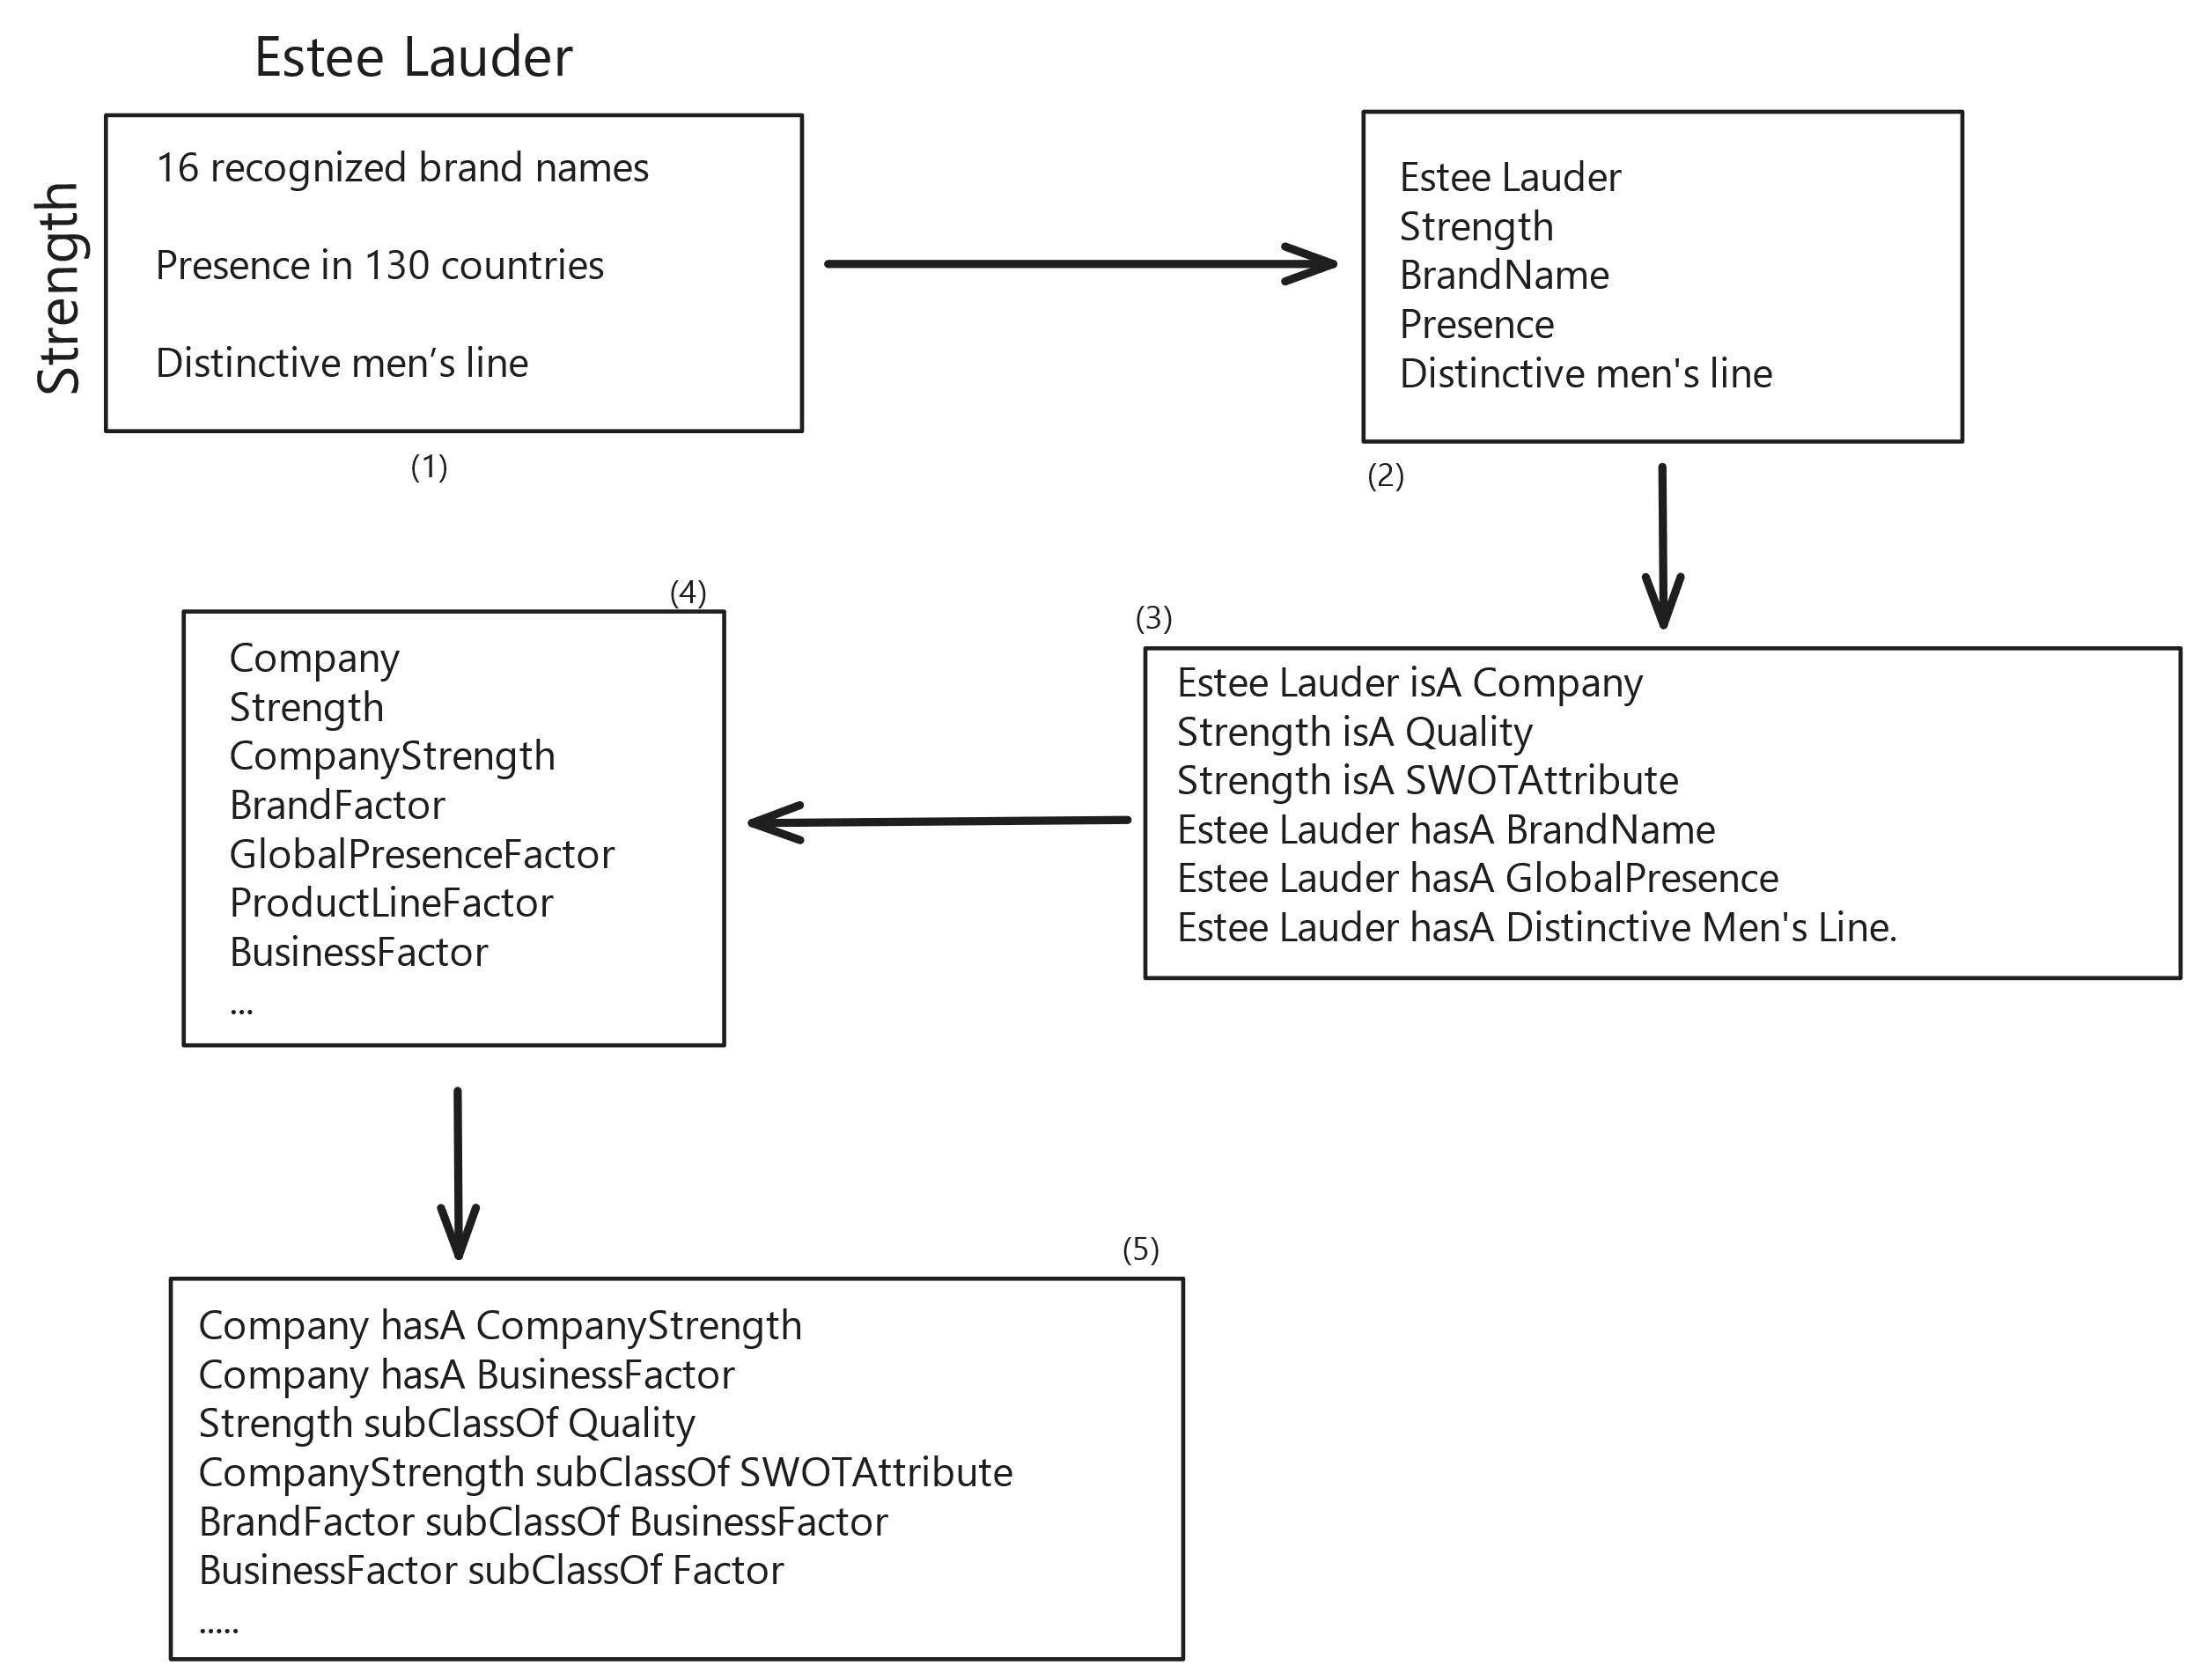 Estee Lauder
Strength
16 recognized brand names
Presence in 130 countries
Distinctive men’s line
(1)
Estee Lauder
Strength
BrandName
Presence
Distinctive men's line
(2)
(3)
Estee Lauder isA Company
Strength isA Quality
Strength isA SWOTAttribute
Estee Lauder hasA BrandName
Estee Lauder hasA GlobalPresence
Estee Lauder hasA Distinctive Men's Line.
(4)
Company
Strength
CompanyStrength
BrandFactor
GlobalPresenceFactor
ProductLineFactor
BusinessFactor
...
(5)
Company hasA CompanyStrength
Company hasA BusinessFactor
Strength subClassOf Quality
CompanyStrength subClassOf SWOTAttribute
BrandFactor subClassOf BusinessFactor
BusinessFactor subClassOf Factor
.....